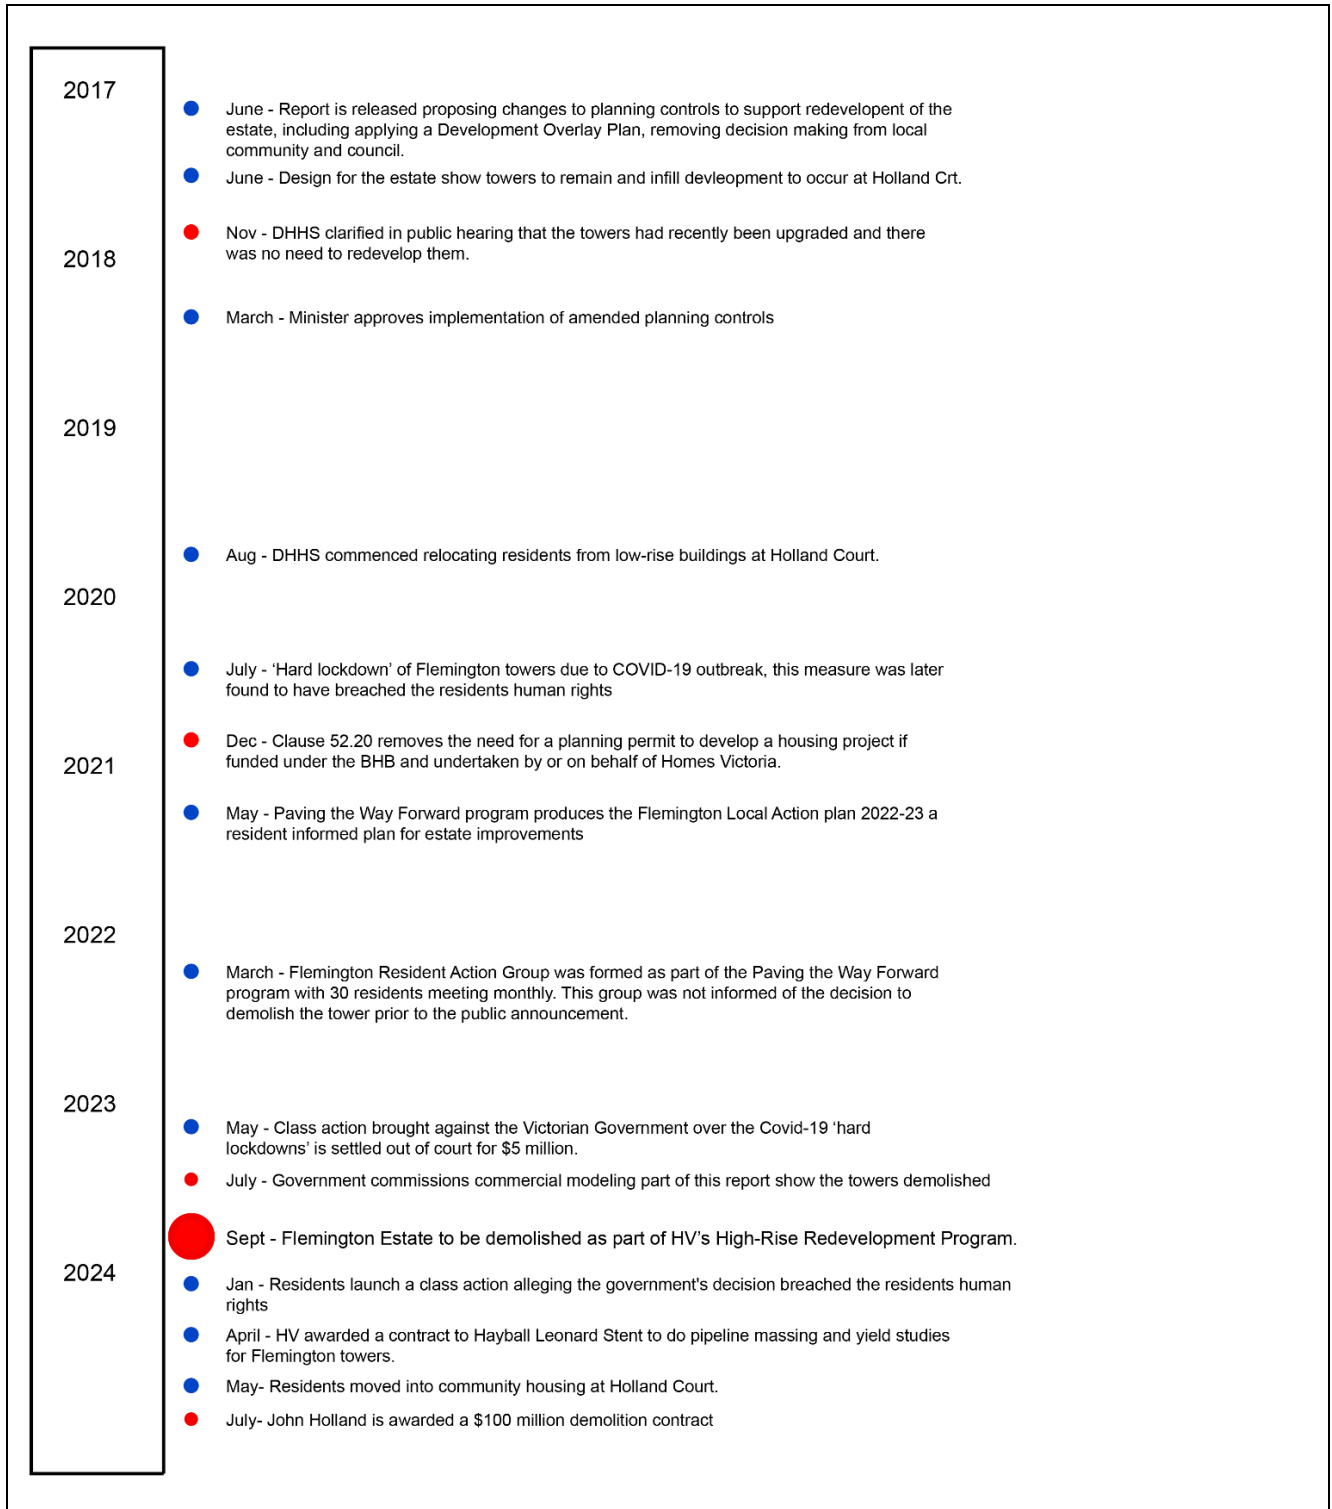 2017
June - Report is released proposing changes to planning controls to support redevelopent of the
estate, including applying a Development Overlay Plan, removing decision making from local
community and council.
June - Design for the estate show towers to remain and infill devleopment to occur at Holland Crt.
Nov - DHHS clarified in public hearing that the towers had recently been upgraded and there
was no need to redevelop them.
2018
March - Minister approves implementation of amended planning controls
2019
Aug - DHHS commenced relocating residents from low-rise buildings at Holland Court.
2020
July - ‘Hard lockdown’ of Flemington towers due to COVID-19 outbreak, this measure was later
found to have breached the residents human rights
Dec - Clause 52.20 removes the need for a planning permit to develop a housing project if
funded under the BHB and undertaken by or on behalf of Homes Victoria.
2021
May - Paving the Way Forward program produces the Flemington Local Action plan 2022-23 a
resident informed plan for estate improvements
2022
March - Flemington Resident Action Group was formed as part of the Paving the Way Forward
program with 30 residents meeting monthly. This group was not informed of the decision to
demolish the tower prior to the public announcement.
2023
May - Class action brought against the Victorian Government over the Covid-19 ‘hard
lockdowns’ is settled out of court for $5 million.
July - Government commissions commercial modeling part of this report show the towers demolished
Sept - Flemington Estate to be demolished as part of HV’s High-Rise Redevelopment Program.
2024
Jan - Residents launch a class action alleging the government's decision breached the residents human
rights
April - HV awarded a contract to Hayball Leonard Stent to do pipeline massing and yield studies
for Flemington towers.
May- Residents moved into community housing at Holland Court.
July- John Holland is awarded a $100 million demolition contract